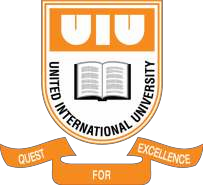 UIU
UNITED INTERNATIONAL UNIVERSITY
QUEST
FOR
EXCELLENCE